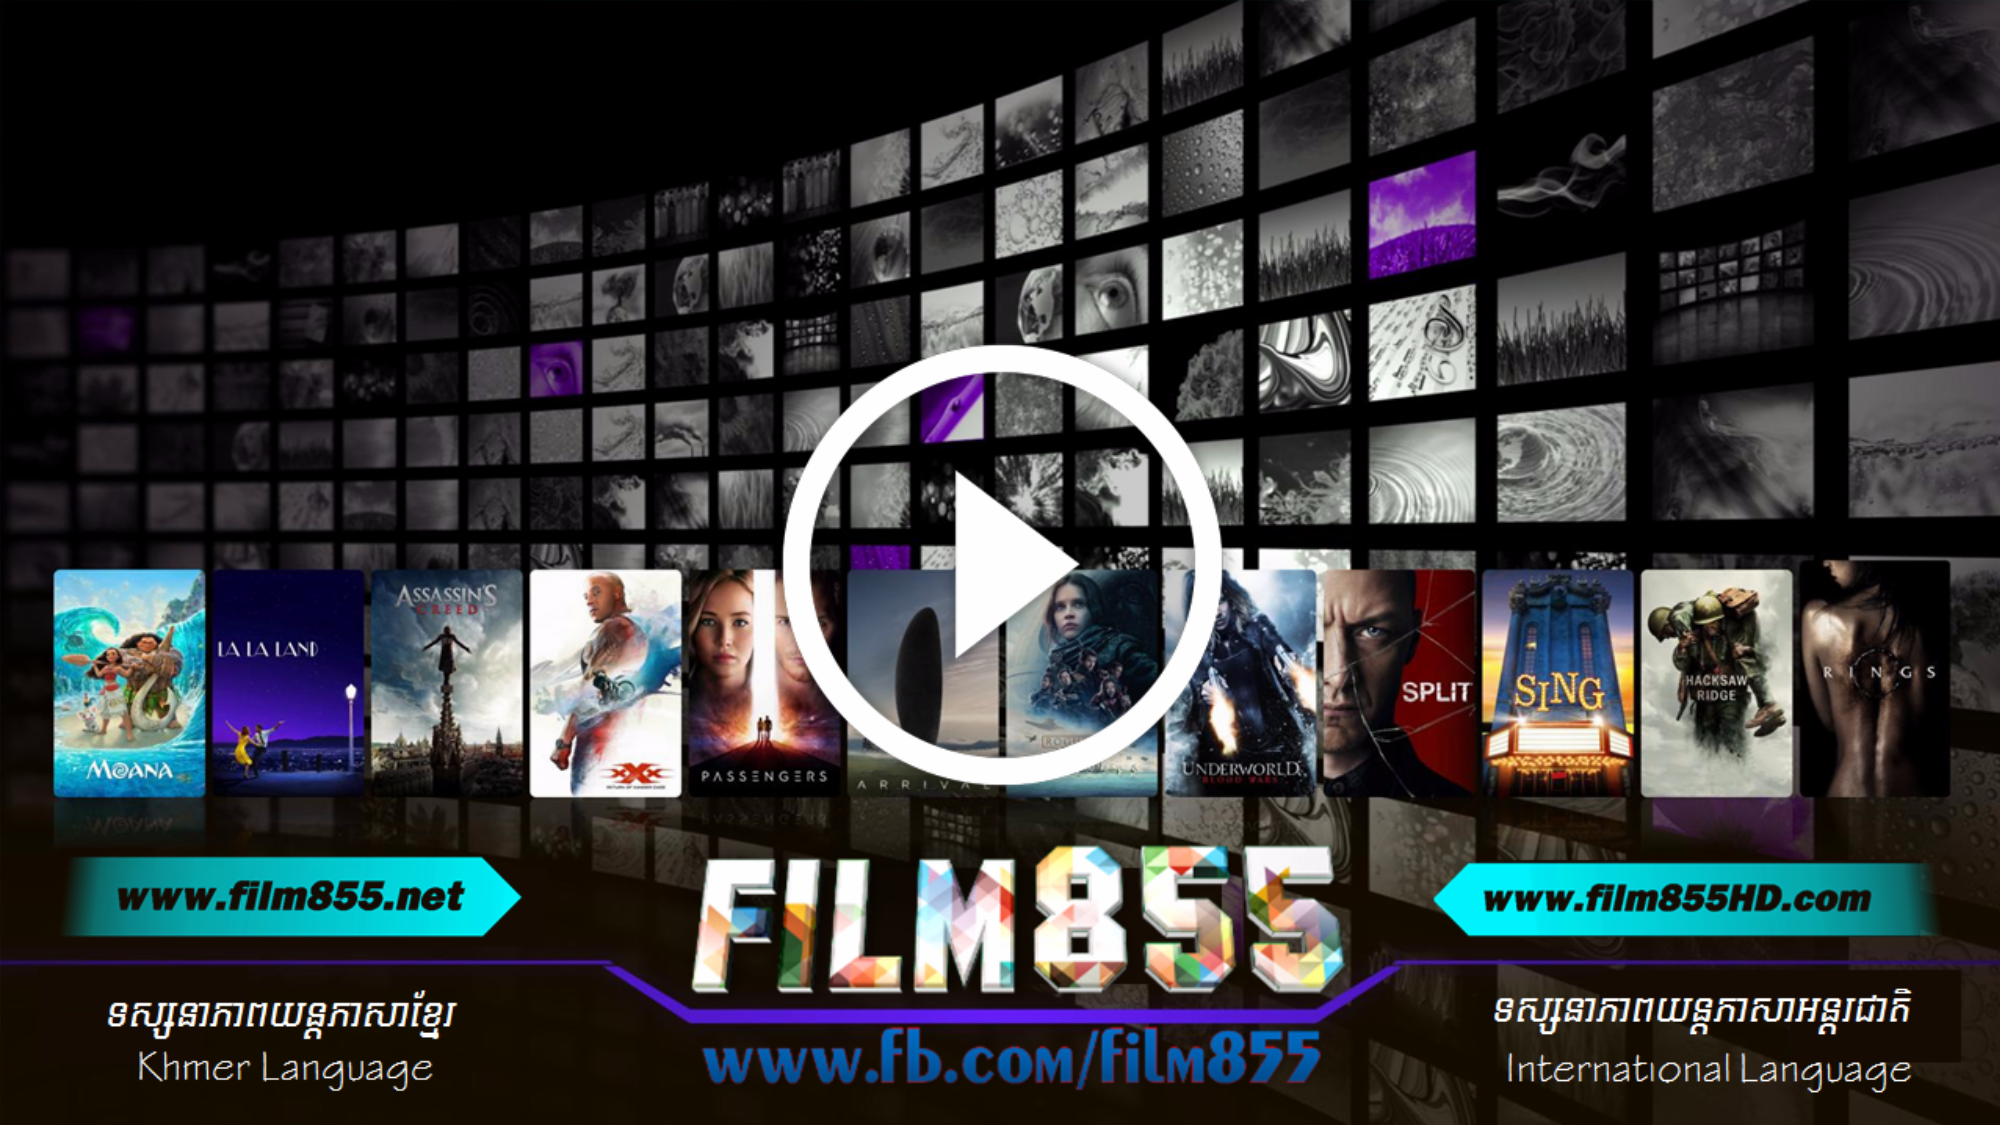 ASSASSIN'S
CREED
LA LA LAND
MOANA
xXx
PASSENGERS
ARRIVAL
UNDERWORLD
BLOOD WARS
SPLIT
SING
HACKSAW
RIDGE
RINGS
www.film855.net
FILM855
www.film855HD.com
ទស្សនាភាពយន្តភាសាខ្មែរ
Khmer Language
www.fb.com/film855
ទស្សនាភាពយន្តភាសាអន្តរជាតិ
International Language